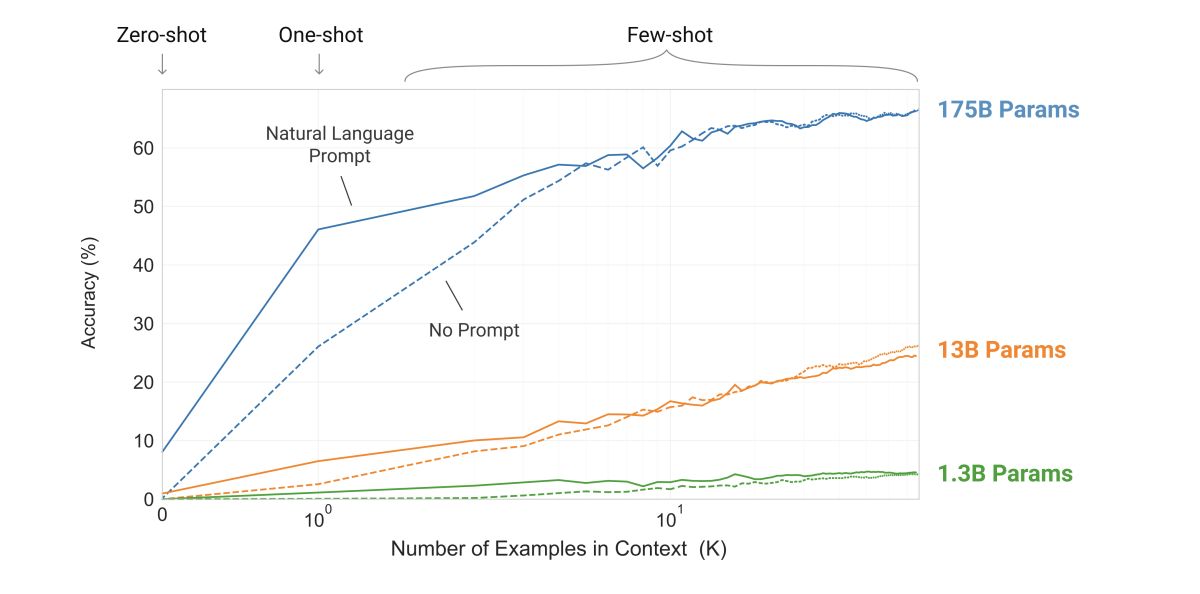 Zero-shot
One-shot
Few-shot
175B Params
Natural Language
Prompt
60
50
40
Accuracy (%)
30
No Prompt
13B Params
20
10
1.3B Params
0
0
10^0
10^1
Number of Examples in Context (K)